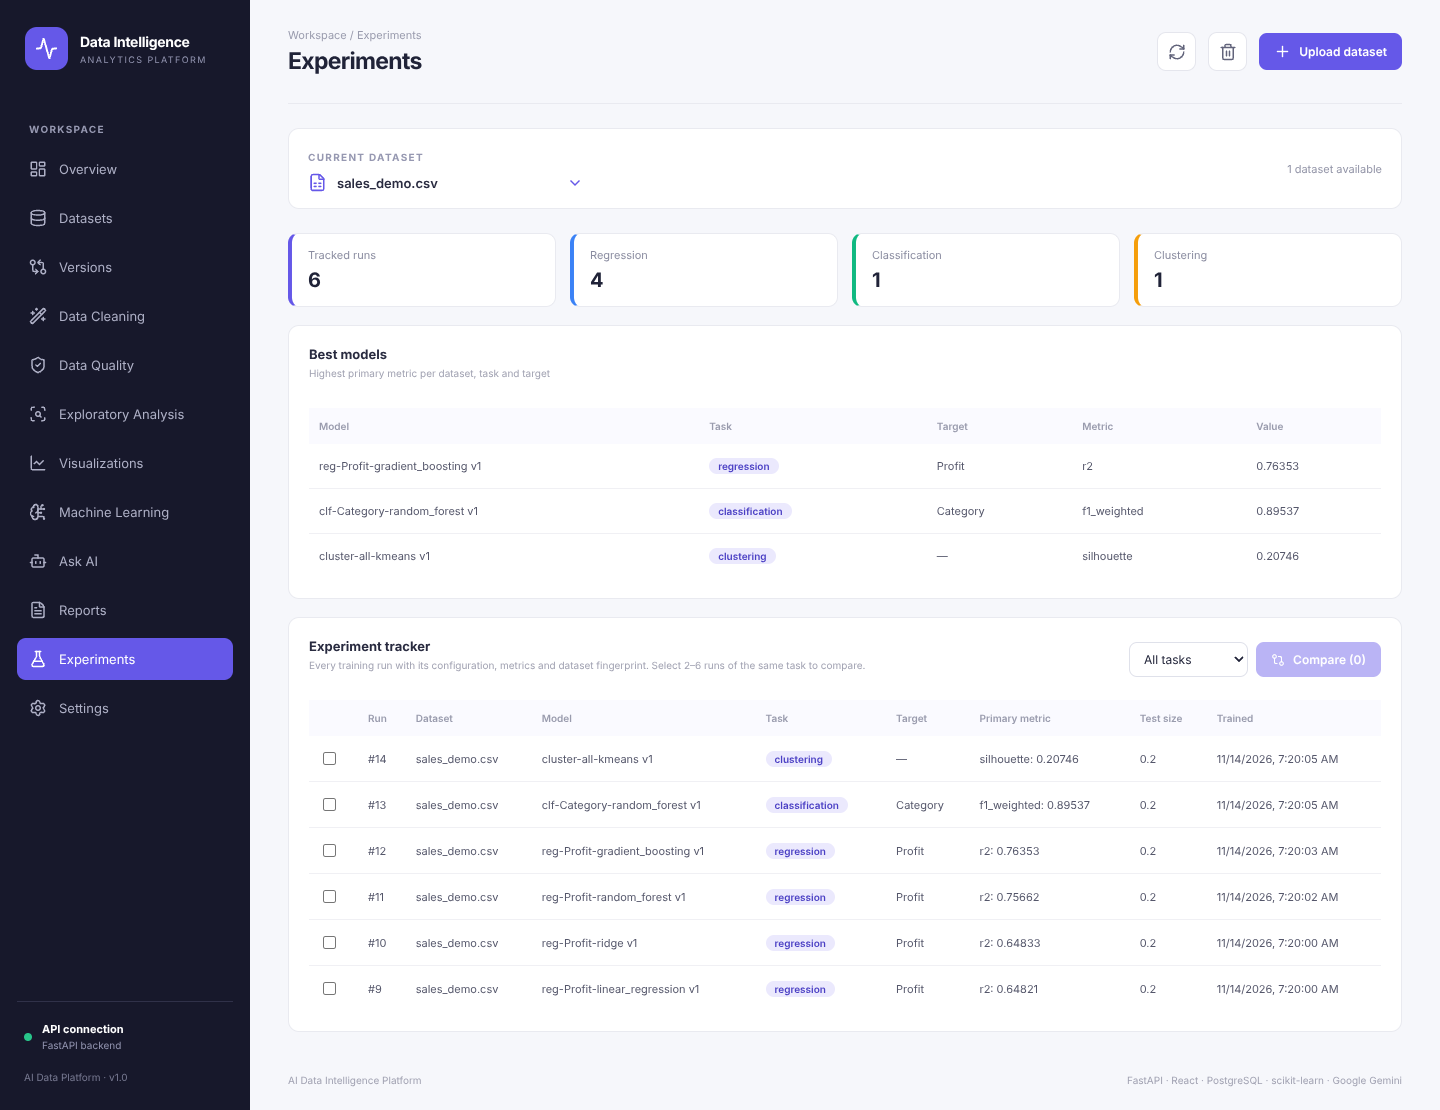 Data Intelligence
ANALYTICS PLATFORM
WORKSPACE
Overview
Datasets
Versions
Data Cleaning
Data Quality
Exploratory Analysis
Visualizations
Machine Learning
Ask AI
Reports
Experiments
Settings
API connection
FastAPI backend
AI Data Platform · v1.0
Workspace / Experiments
Experiments
Upload dataset
CURRENT DATASET
sales_demo.csv
1 dataset available
Tracked runs
6
Regression
4
Classification
1
Clustering
1
Best models
Highest primary metric per dataset, task and target
Model Task Target Metric Value
reg-Profit-gradient_boosting v1 regression Profit r2 0.76353
clf-Category-random_forest v1 classification Category f1_weighted 0.89537
cluster-all-kmeans v1 clustering — silhouette 0.20746
Experiment tracker
Every training run with its configuration, metrics and dataset fingerprint. Select 2–6 runs of the same task to compare.
All tasks
Compare (0)
Run Dataset Model Task Target Primary metric Test size Trained
#14 sales_demo.csv cluster-all-kmeans v1 clustering — silhouette: 0.20746 0.2 11/14/2026, 7:20:05 AM
#13 sales_demo.csv clf-Category-random_forest v1 classification Category f1_weighted: 0.89537 0.2 11/14/2026, 7:20:05 AM
#12 sales_demo.csv reg-Profit-gradient_boosting v1 regression Profit r2: 0.76353 0.2 11/14/2026, 7:20:03 AM
#11 sales_demo.csv reg-Profit-random_forest v1 regression Profit r2: 0.75662 0.2 11/14/2026, 7:20:02 AM
#10 sales_demo.csv reg-Profit-ridge v1 regression Profit r2: 0.64833 0.2 11/14/2026, 7:20:00 AM
#9 sales_demo.csv reg-Profit-linear_regression v1 regression Profit r2: 0.64821 0.2 11/14/2026, 7:20:00 AM
AI Data Intelligence Platform
FastAPI · React · PostgreSQL · scikit-learn · Google Gemini